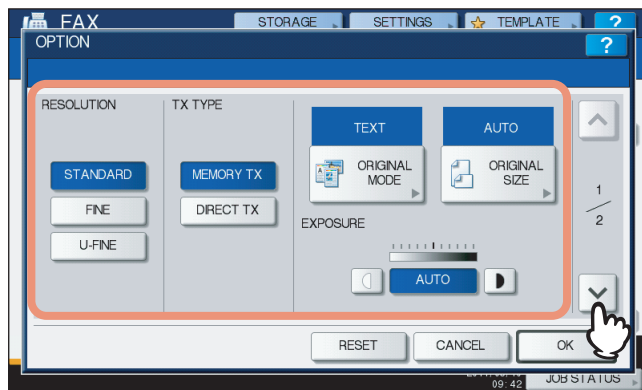 FAX
STORAGE
SETTINGS
TEMPLATE
?
OPTION
?
RESOLUTION
TX TYPE
TEXT
AUTO
STANDARD
MEMORY TX
ORIGINAL
MODE
ORIGINAL
SIZE
FINE
DIRECT TX
1
2
U-FINE
EXPOSURE
AUTO
RESET
CANCEL
OK
09:42
JOB STATUS